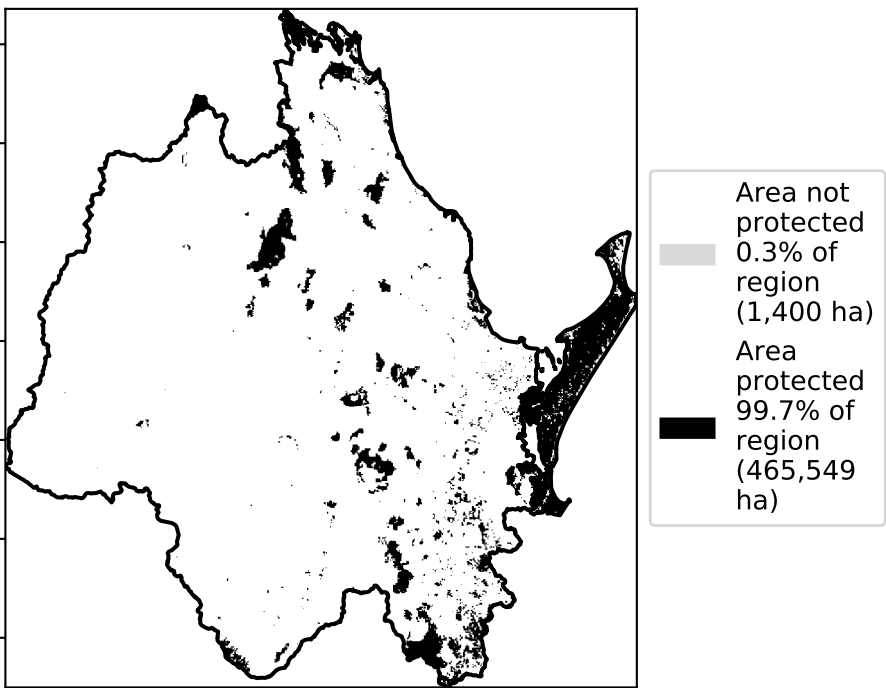 Area not
protected
0.3% of
region
(1,400 ha)
Area
protected
99.7% of
region
(465,549
ha)